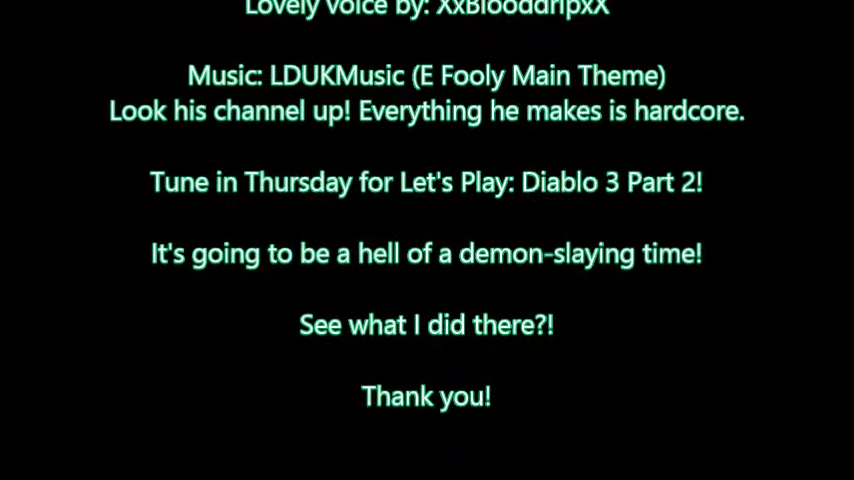 Lovely voice by: XxBlooddripxX
Music: LDUKMusic (E Fooly Main Theme)
Look his channel up! Everything he makes is hardcore.
Tune in Thursday for Let's Play: Diablo 3 Part 2!
It's going to be a hell of a demon-slaying time!
See what I did there?!
Thank you!